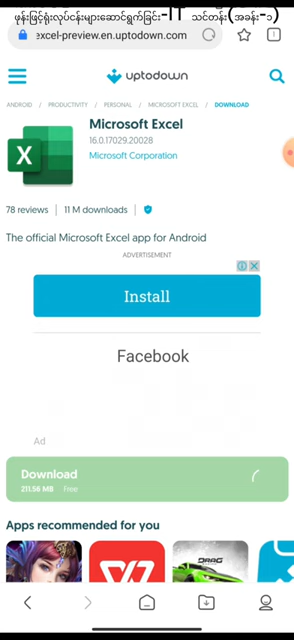 ဖုန်းဖြင့်ရုံးလုပ်ငန်းများဆောင်ရွက်ခြင်း-IT သင်တန်း(အခန်း-၁)
excel-preview.en.uptodown.com
uptodown
ANDROID / PRODUCTIVITY / PERSONAL / MICROSOFT EXCEL / DOWNLOAD
Microsoft Excel
16.0.17029.20028
Microsoft Corporation
X
78 reviews | 11 M downloads
The official Microsoft Excel app for Android
ADVERTISEMENT
Install
Facebook
Ad
Download
211.56 MB Free
Apps recommended for you
DRAG